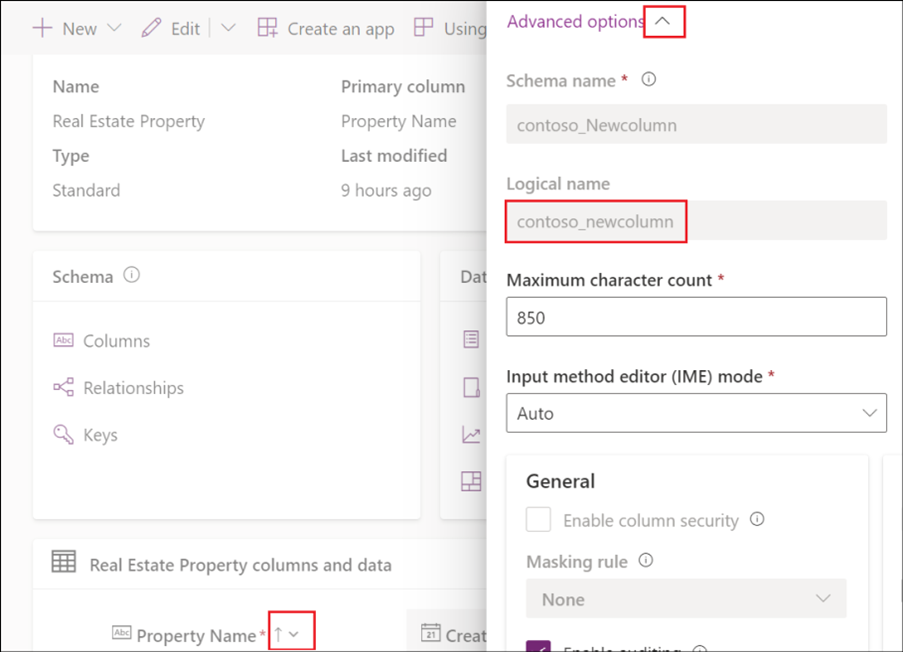 New Edit Create an app Using
Name
Primary column
Real Estate Property
Property Name
Type
Last modified
Standard
9 hours ago
Schema
Columns
Relationships
Keys
Dat
Real Estate Property columns and data
Abc Property Name*
21 Creat
Advanced options
Schema name *
contoso_Newcolumn
Logical name
contoso_newcolumn
Maximum character count *
850
Input method editor (IME) mode *
Auto
General
Enable column security
Masking rule
None
Enable auditing